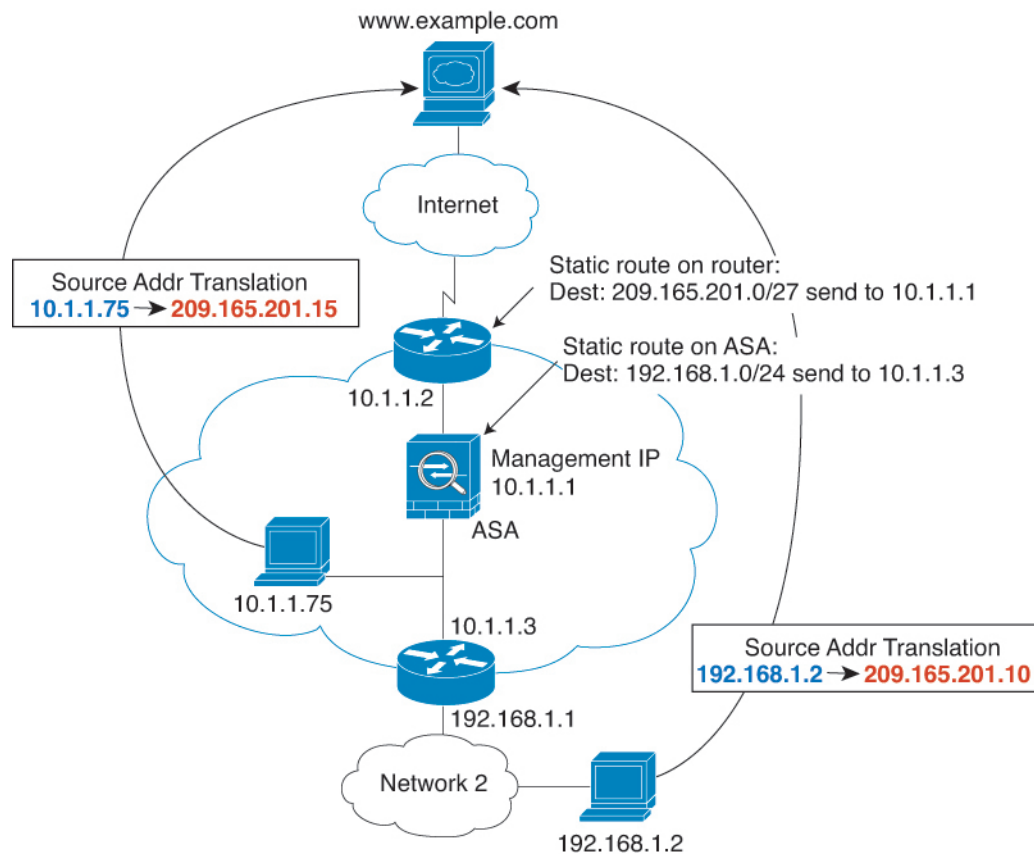 www.example.com
Internet
Source Addr Translation
10.1.1.75 → 209.165.201.15
Static route on router:
Dest: 209.165.201.0/27 send to 10.1.1.1
Static route on ASA:
Dest: 192.168.1.0/24 send to 10.1.1.3
10.1.1.2
Management IP
10.1.1.1
ASA
10.1.1.75
10.1.1.3
Source Addr Translation
192.168.1.2 → 209.165.201.10
192.168.1.1
Network 2
192.168.1.2